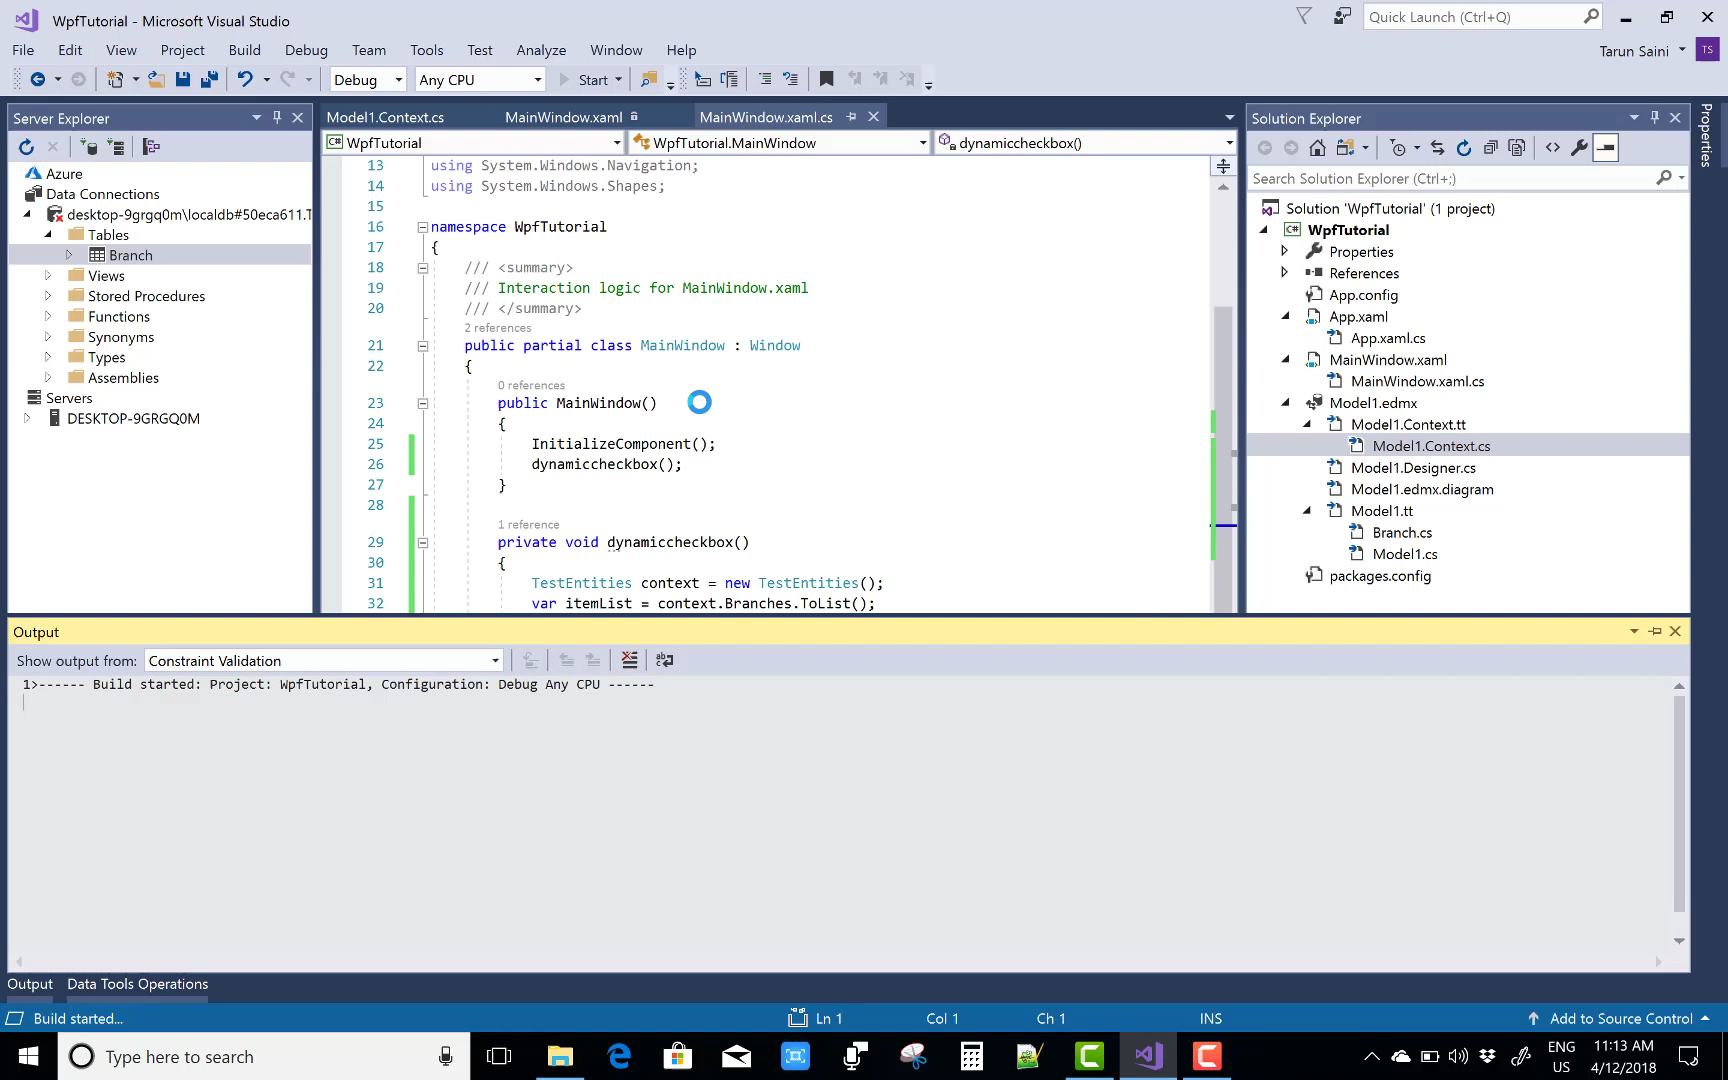 WpfTutorial - Microsoft Visual Studio
Quick Launch (Ctrl+Q)
File Edit View Project Build Debug Team Tools Test Analyze Window Help
Tarun Saini TS
Debug Any CPU Start
Server Explorer
Azure
Data Connections
desktop-9grgq0m\localdb#50eca611.T
Tables
Branch
Views
Stored Procedures
Functions
Synonyms
Types
Assemblies
Servers
DESKTOP-9GRGQ0M
Model1.Context.cs MainWindow.xaml MainWindow.xaml.cs
C# WpfTutorial WpfTutorial.MainWindow dynamiccheckbox()
13 using System.Windows.Navigation;
14 using System.Windows.Shapes;
15
16 namespace WpfTutorial
17 {
18 /// <summary>
19 /// Interaction logic for MainWindow.xaml
20 /// </summary>
2 references
21 public partial class MainWindow : Window
22 {
0 references
23 public MainWindow()
24 {
25 InitializeComponent();
26 dynamiccheckbox();
27 }
28
1 reference
29 private void dynamiccheckbox()
30 {
31 TestEntities context = new TestEntities();
32 var itemList = context.Branches.ToList();
Solution Explorer
Search Solution Explorer (Ctrl+;)
Solution 'WpfTutorial' (1 project)
C# WpfTutorial
Properties
References
App.config
App.xaml
App.xaml.cs
MainWindow.xaml
MainWindow.xaml.cs
Model1.edmx
Model1.Context.tt
Model1.Context.cs
Model1.Designer.cs
Model1.edmx.diagram
Model1.tt
Branch.cs
Model1.cs
packages.config
Properties
Output
Show output from: Constraint Validation
1>------ Build started: Project: WpfTutorial, Configuration: Debug Any CPU ------
Output Data Tools Operations
Build started... Ln 1 Col 1 Ch 1 INS Add to Source Control
Type here to search
ENG
US
11:13 AM
4/12/2018